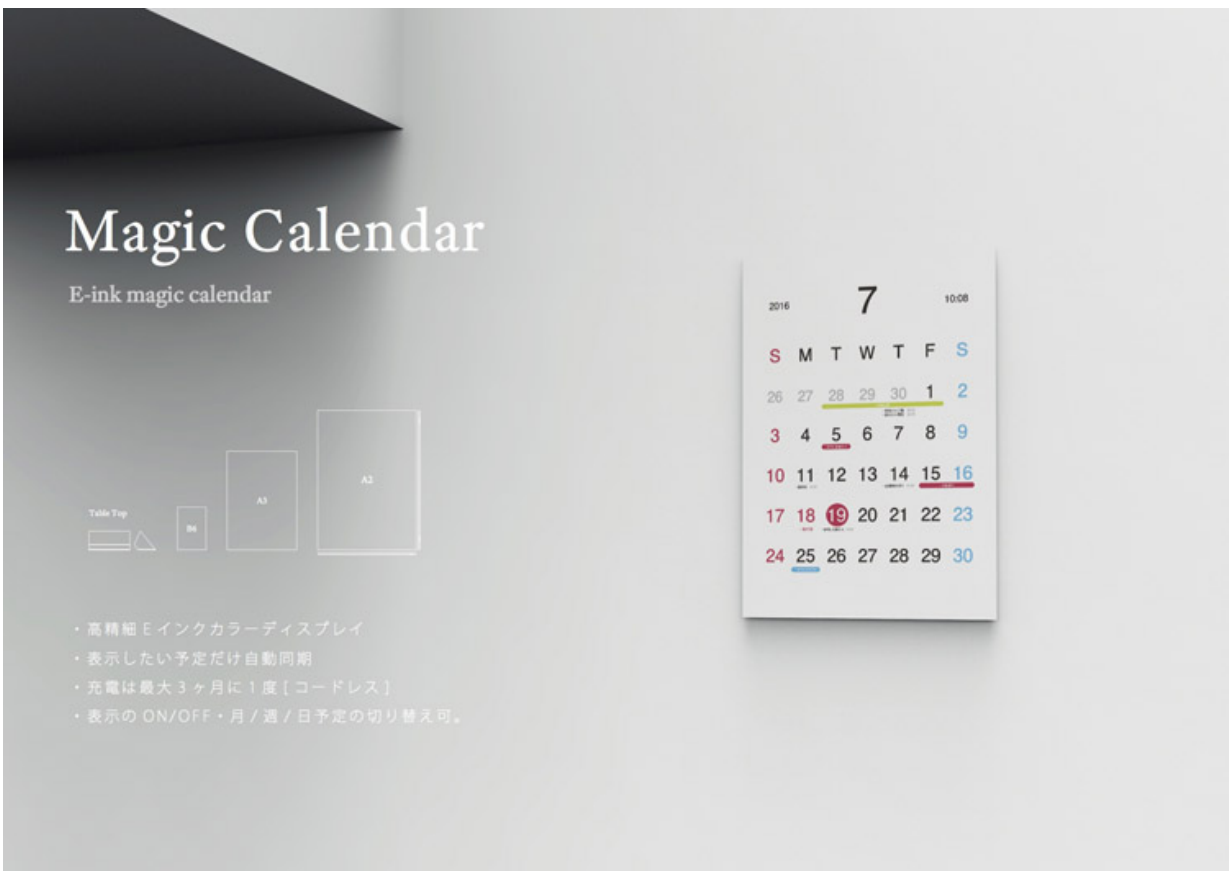 Magic Calendar
E-ink magic calendar
Table Top
B4
A3
A2
・高精細 E インクカラーディスプレイ
・表示したい予定だけ自動同期
・充電は最大 3 ヶ月に 1 度 [ コードレス ]
・表示の ON/OFF・月 / 週 / 日予定の切り替え可。
2016 7 10:08
S M T W T F S
26 27 28 29 30 1 2
3 4 5 6 7 8 9
10 11 12 13 14 15 16
17 18 19 20 21 22 23
24 25 26 27 28 29 30